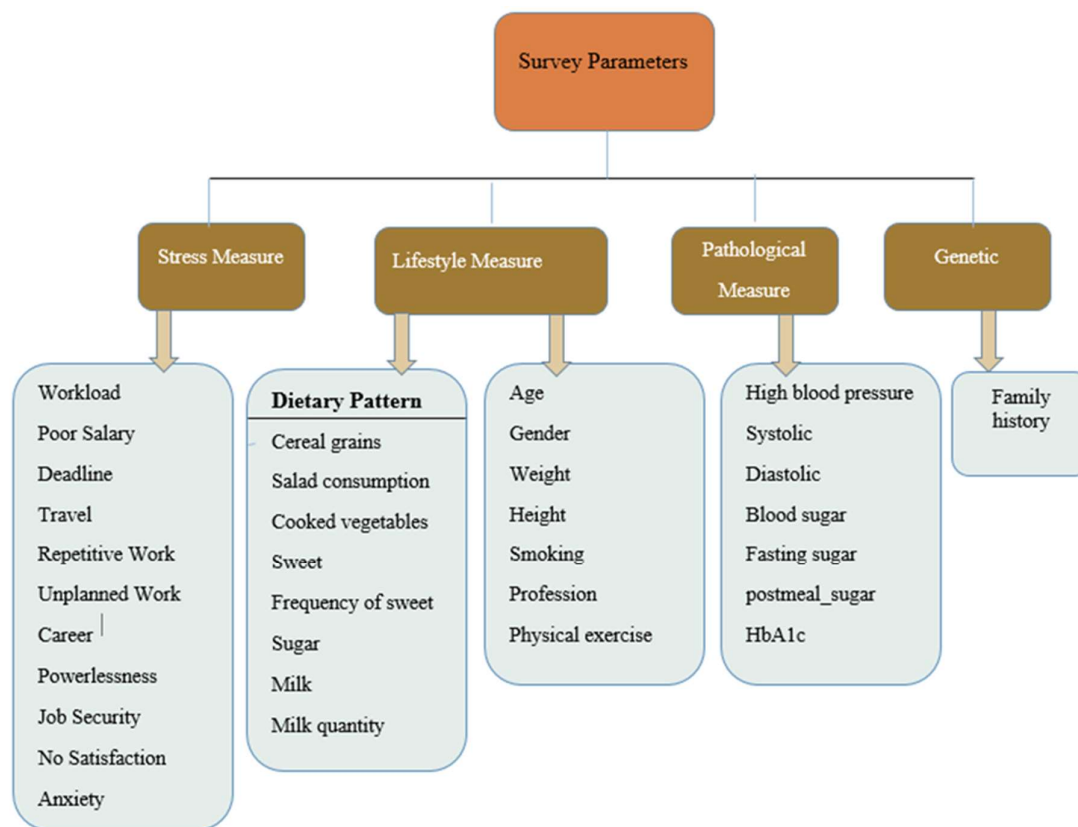 Survey Parameters
Stress Measure
Lifestyle Measure
Pathological
Measure
Genetic
Workload
Poor Salary
Deadline
Travel
Repetitive Work
Unplanned Work
Career
Powerlessness
Job Security
No Satisfaction
Anxiety
Dietary Pattern
Cereal grains
Salad consumption
Cooked vegetables
Sweet
Frequency of sweet
Sugar
Milk
Milk quantity
Age
Gender
Weight
Height
Smoking
Profession
Physical exercise
High blood pressure
Systolic
Diastolic
Blood sugar
Fasting sugar
postmeal_sugar
HbA1c
Family
history